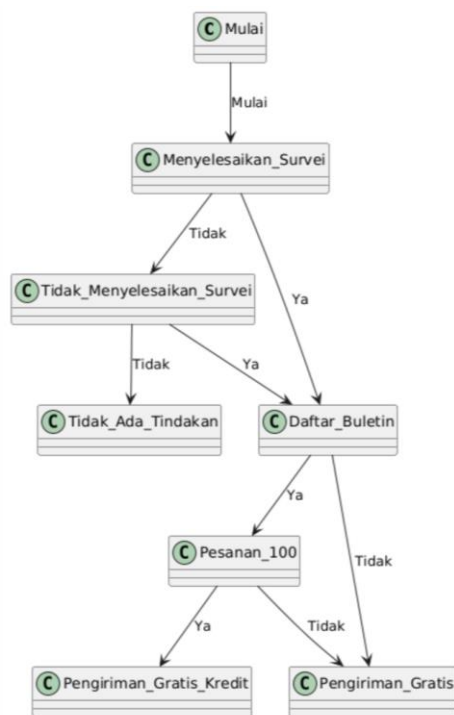 C Mulai
Mulai
C Menyelesaikan_Survei
Tidak
C Tidak_Menyelesaikan_Survei
Ya
Tidak
Ya
C Tidak_Ada_Tindakan
C Daftar_Buletin
Ya
C Pesanan_100
Tidak
Ya
Tidak
C Pengiriman_Gratis_Kredit
C Pengiriman_Gratis